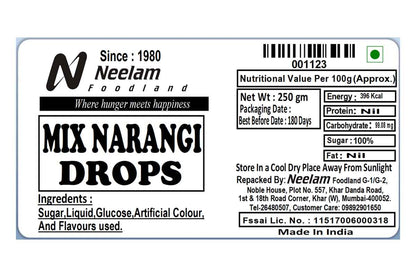 Since : 1980
Neelam
Foodland
Where hunger meets happiness
MIX NARANGI
DROPS
Ingredients :
Sugar,Liquid,Glucose,Artificial Colour,
And Flavours used.
001123
Nutritional Value Per 100g(Approx.)
Net Wt : 250 gm
Packaging Date :
Best Before Date : 180 Days
Energy : 396 Kcal
Protein: Nil
Carbohydrate: 99.08 mg
Sugar : 100%
Fat : Nil
Store In a Cool Dry Place Away From Sunlight
Repacked By: Neelam Foodland G-1/G-2,
Noble House, Plot No. 557, Khar Danda Road,
1st & 18th Road Corner, Khar (W), Mumbai-400052.
Tel-26480507, Customer Care: 09892901650
Fssai Lic. No. : 11517006000318
Made In India